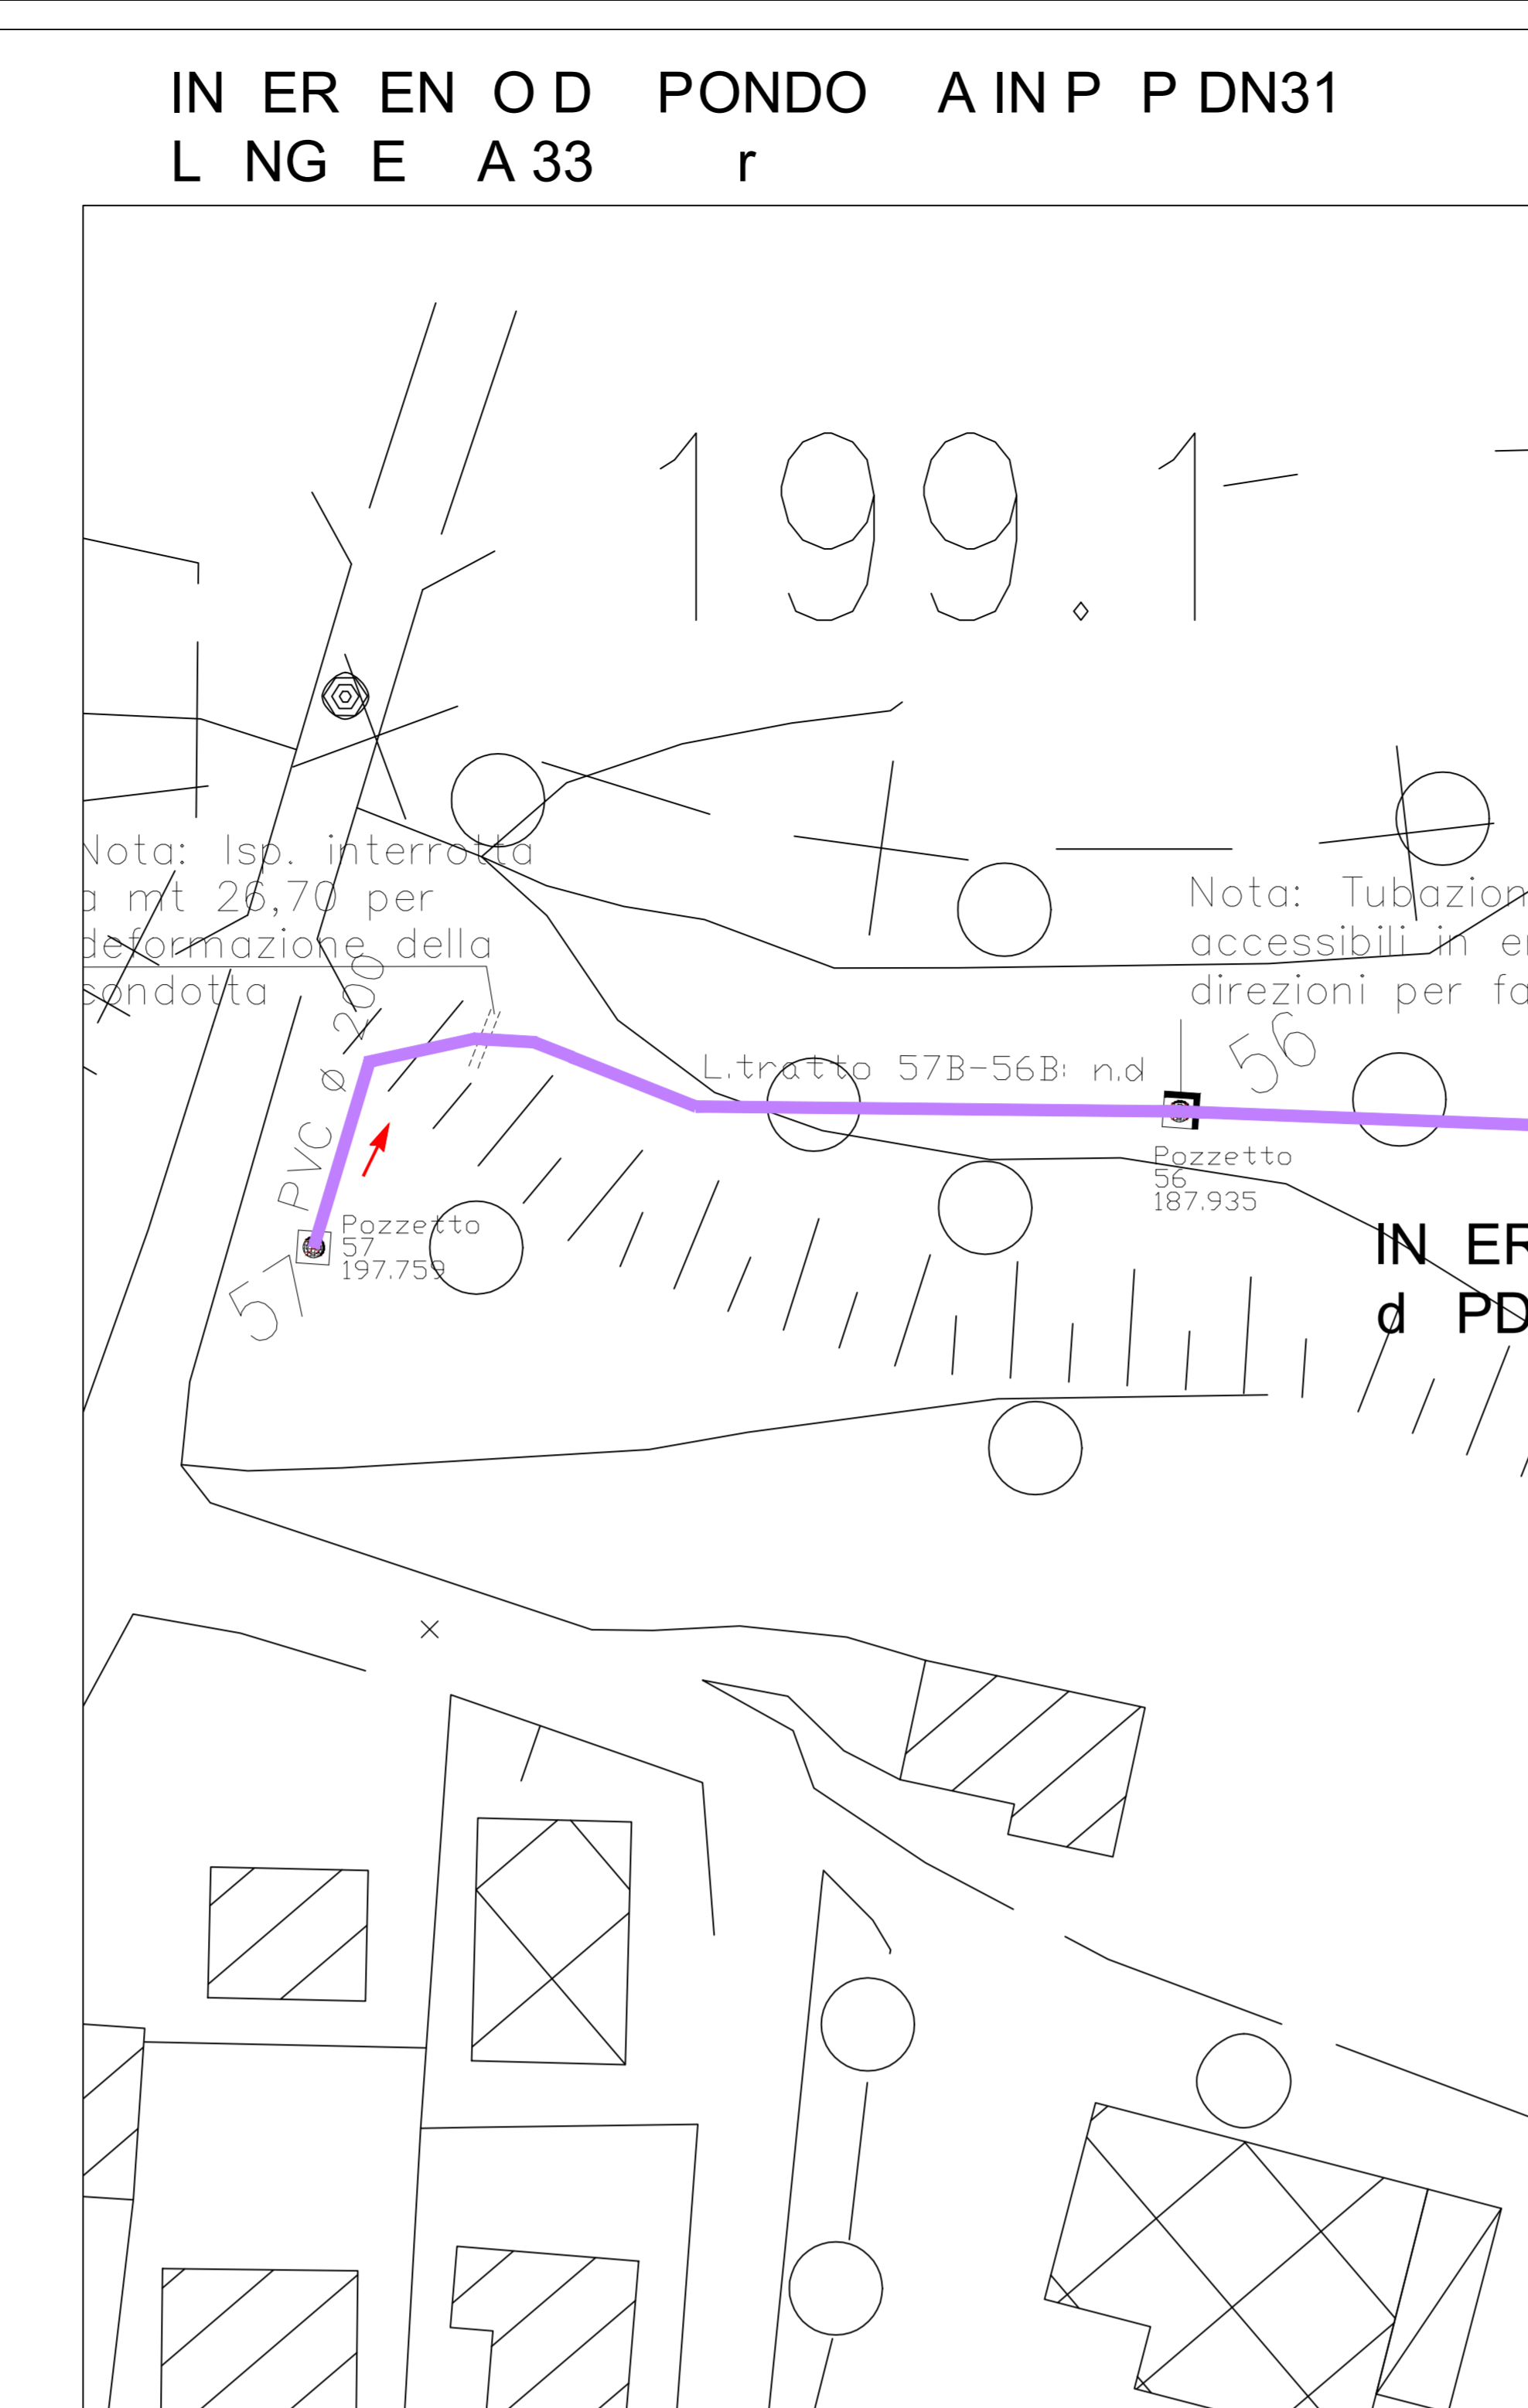 IN ER EN O D PONDO A IN P P DN31
L NG E A 33 r
199.1
Nota: Isp. interrotta
a mt 26,70 per
deformazione della
condotta
Nota: Tubazion
accessibili in e
direzioni per fo
PVC ø 200
L.tratto 57B-56B: n.d
56
Pozzetto
56
187.935
Pozzetto
57
197.759
57
IN ER
d PD